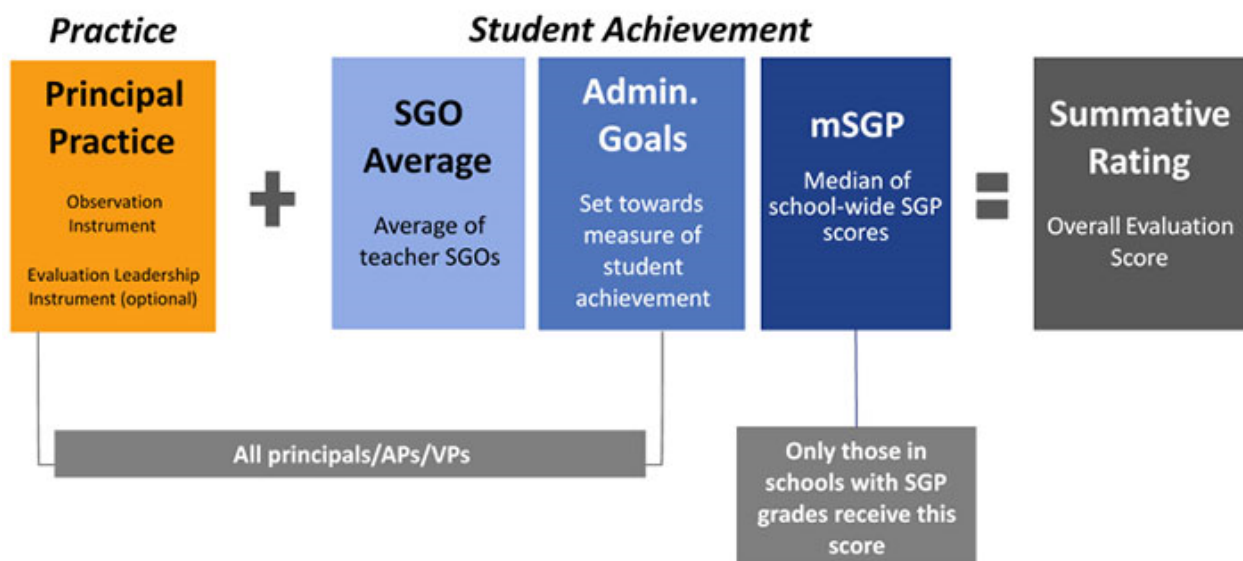 Practice
Student Achievement
Principal
Practice
Observation
Instrument
Evaluation Leadership
Instrument (optional)
SGO
Average
Average of
teacher SGOs
Admin.
Goals
Set towards
measure of
student
achievement
mSGP
Median of
school-wide SGP
scores
Summative
Rating
Overall Evaluation
Score
All principals/APs/VPs
Only those in
schools with SGP
grades receive this
score